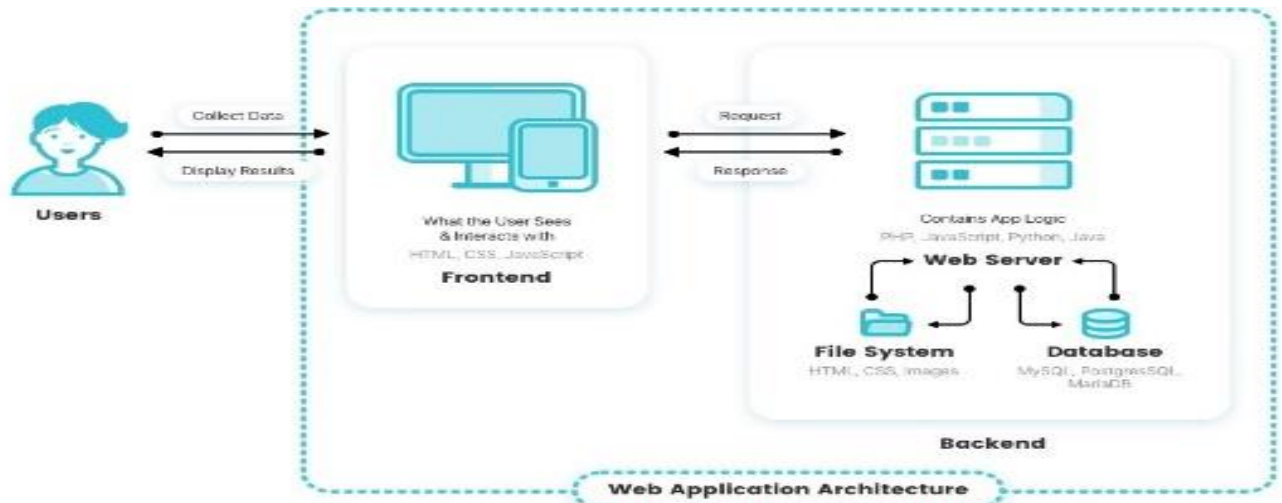 Collect Data
Display Results
Users
What the User Sees
& Interacts with
HTML, CSS, JavaScript
Frontend
Request
Response
Contains App Logic
PHP, JavaScript, Python, Java
Web Server
File System
HTML, CSS, Images
Database
MySQL, PostgresSQL,
MariaDB
Backend
Web Application Architecture